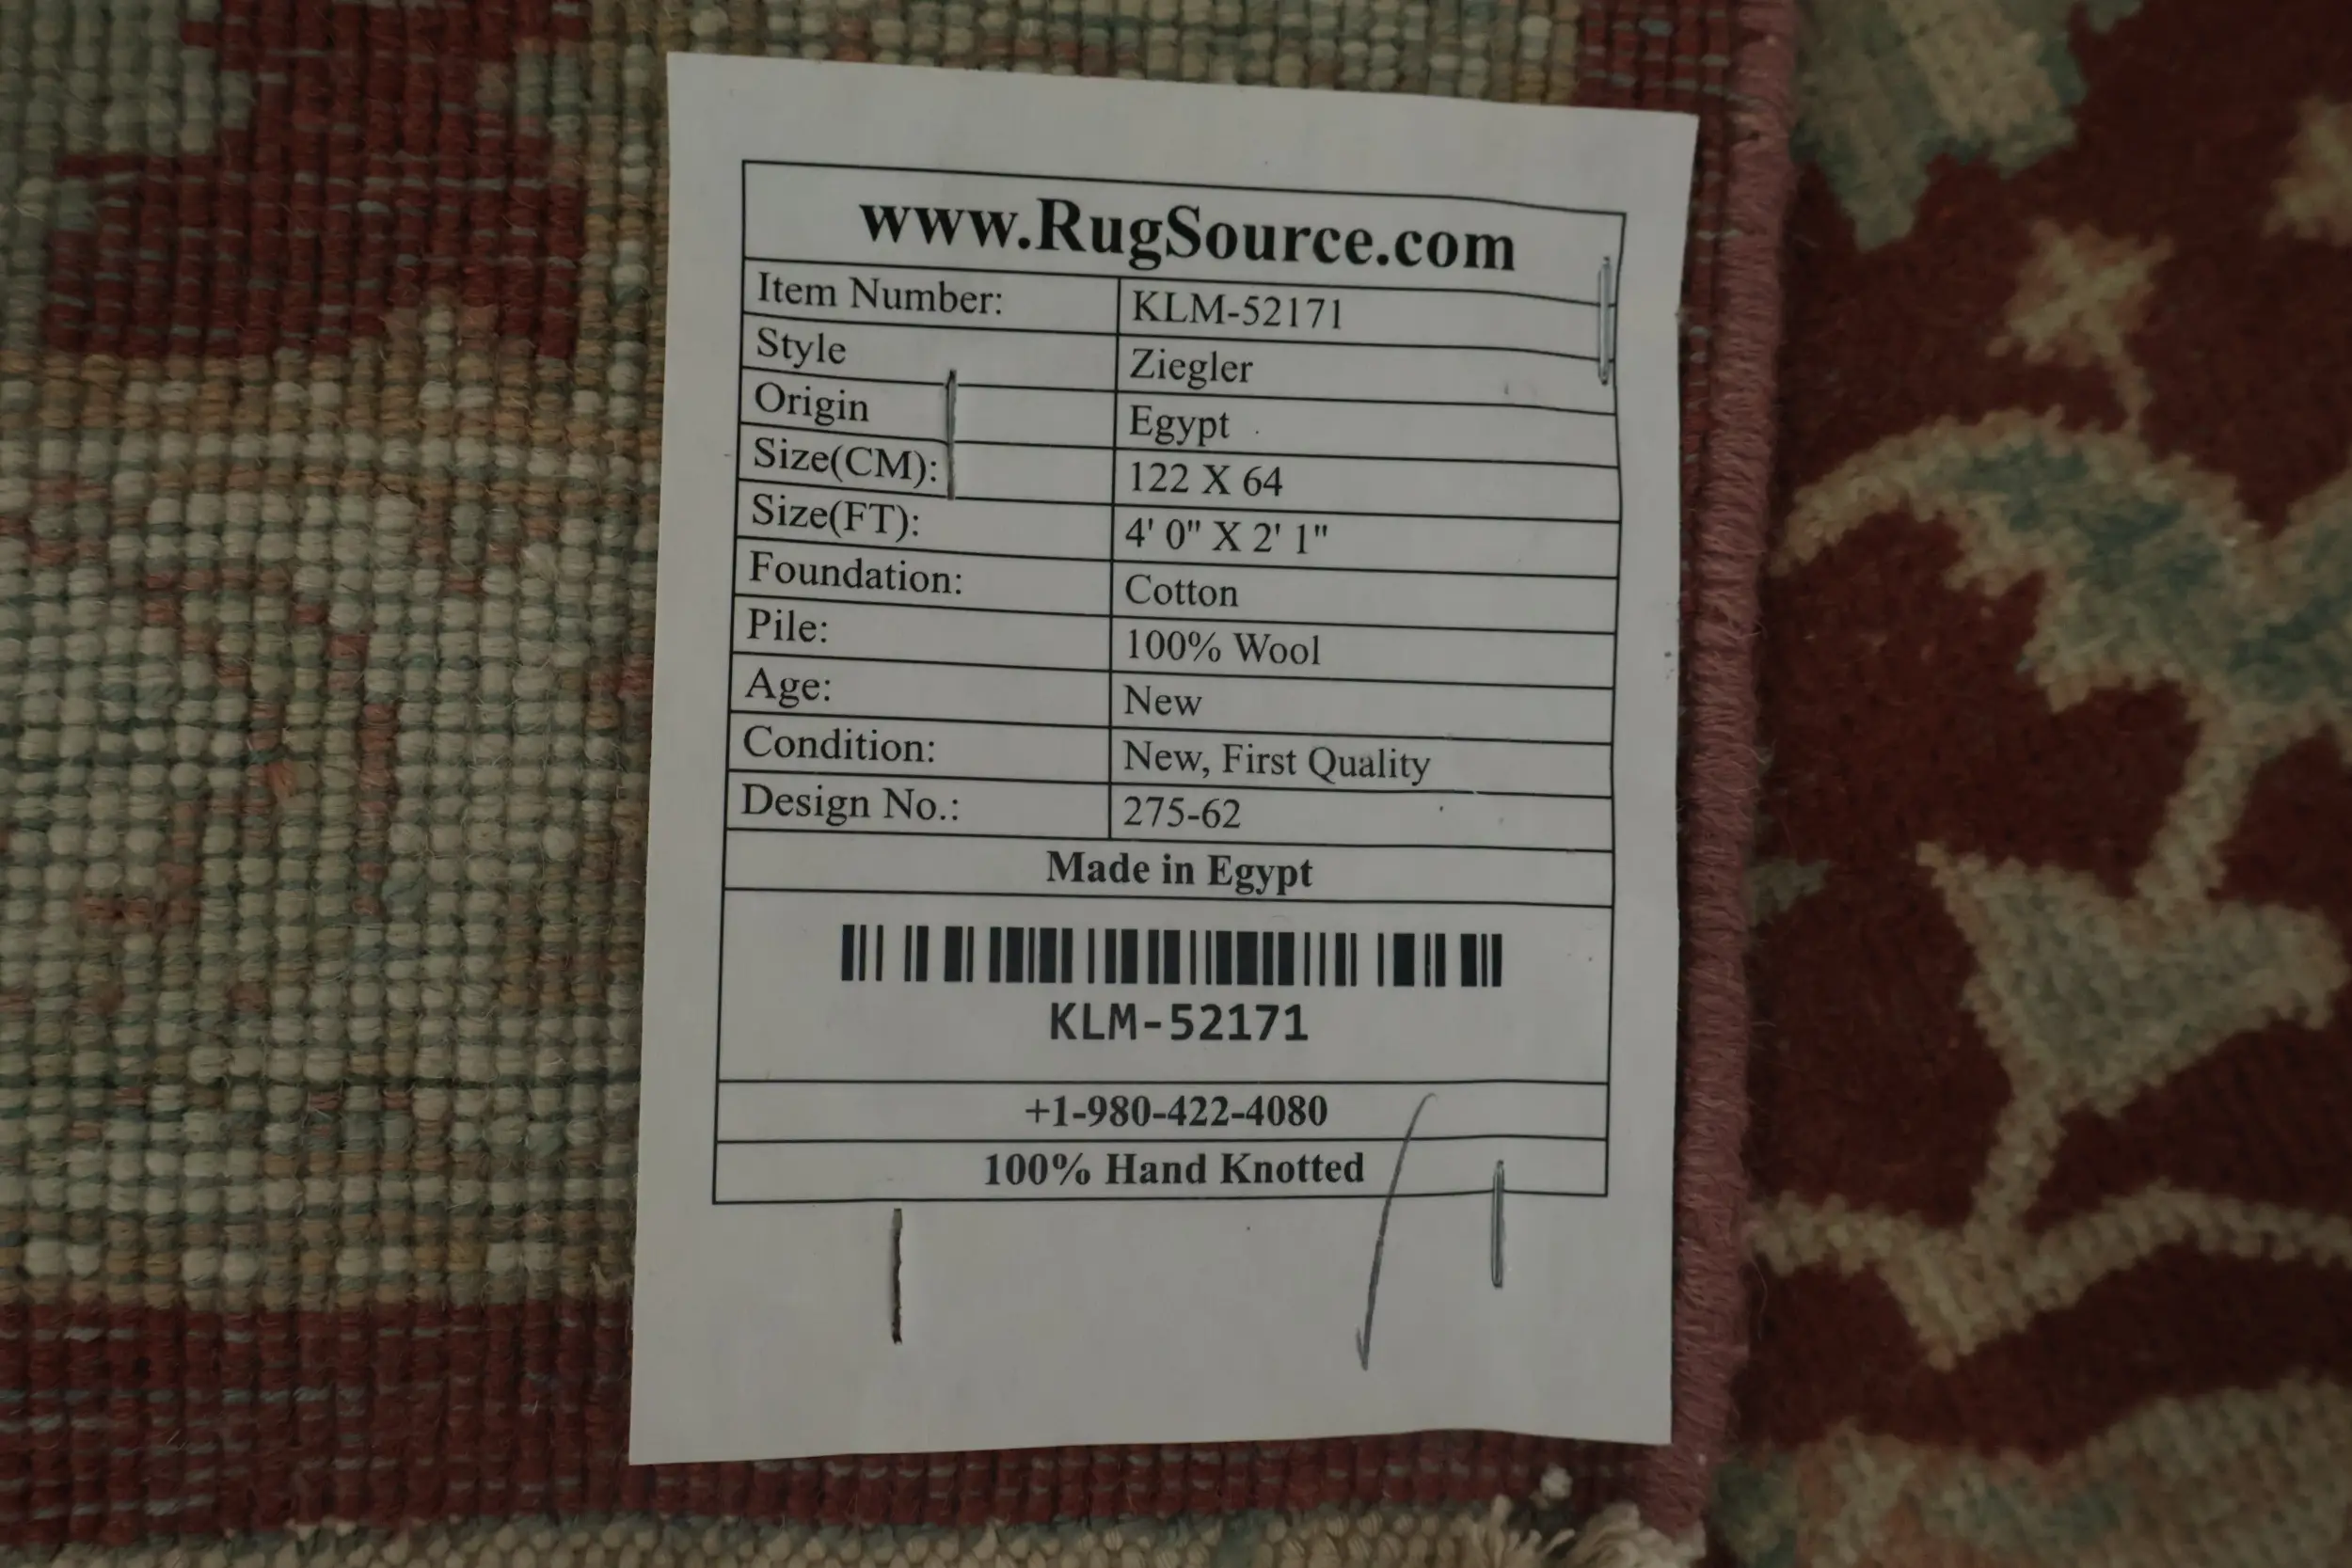 www.RugSource.com
Item Number: KLM-52171
Style Ziegler
Origin Egypt
Size(CM): 122 X 64
Size(FT): 4' 0" X 2' 1"
Foundation: Cotton
Pile: 100% Wool
Age: New
Condition: New, First Quality
Design No.: 275-62
Made in Egypt
KLM-52171
+1-980-422-4080
100% Hand Knotted